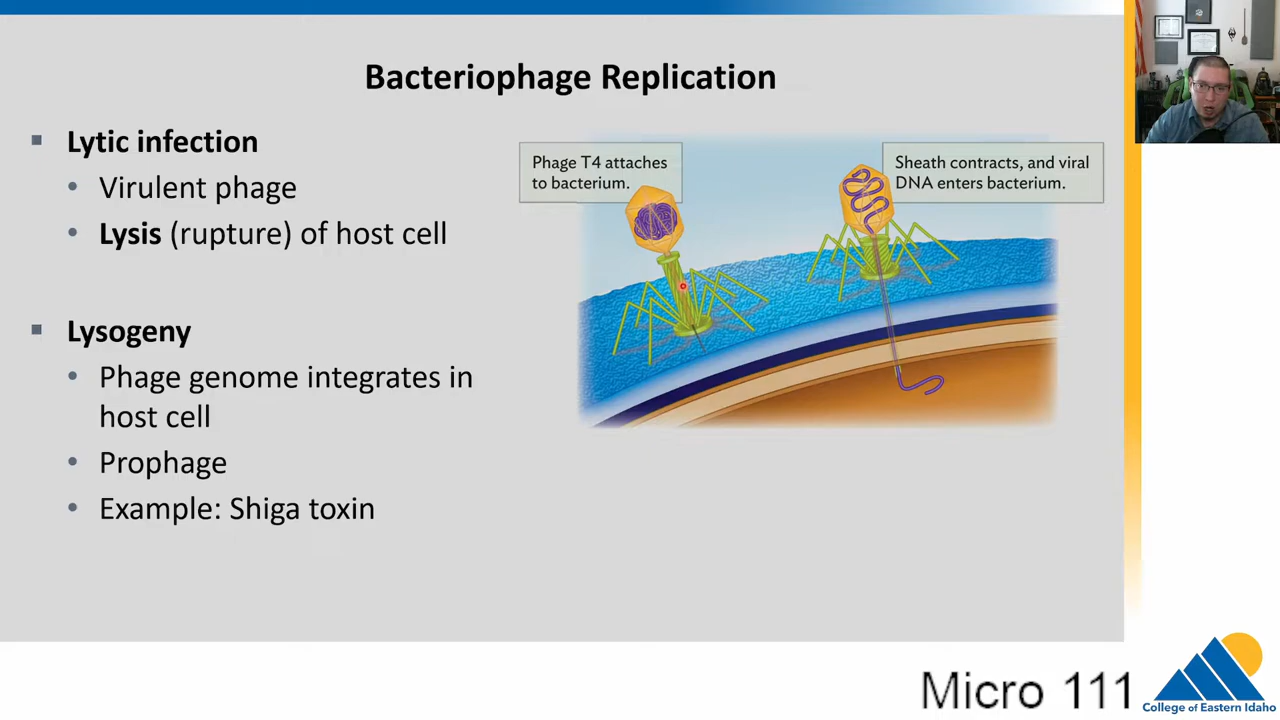 Bacteriophage Replication
▪ Lytic infection
• Virulent phage
• Lysis (rupture) of host cell
▪ Lysogeny
• Phage genome integrates in
host cell
• Prophage
• Example: Shiga toxin
Phage T4 attaches
to bacterium.
Sheath contracts, and viral
DNA enters bacterium.
Micro 111
College of Eastern Idaho